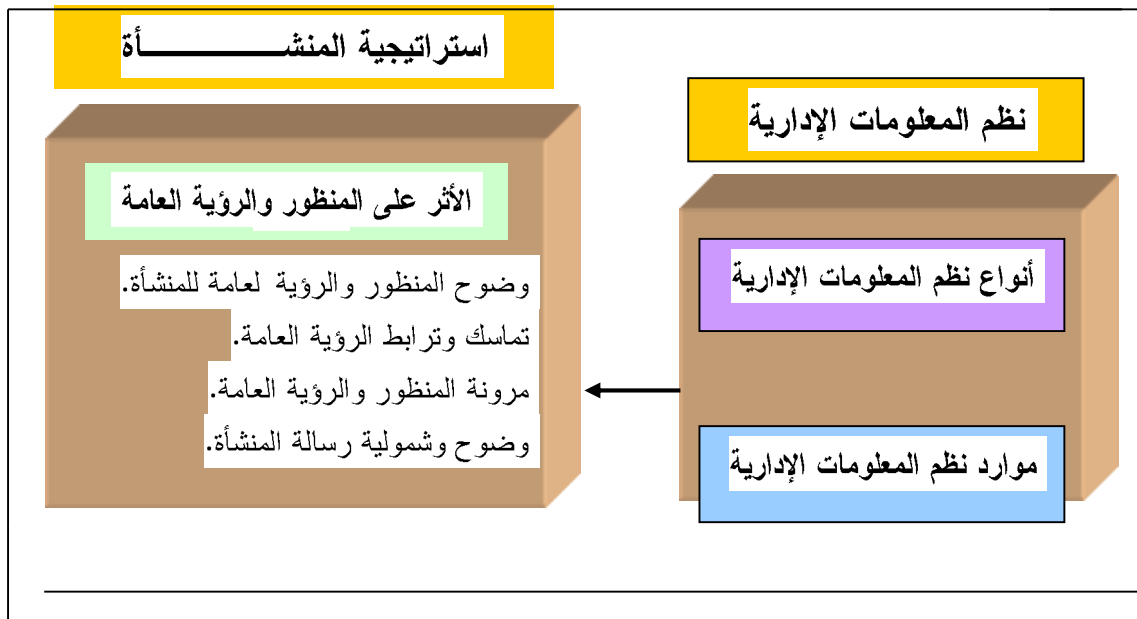 نظم المعلومات الإدارية
أنواع نظم المعلومات الإدارية
موارد نظم المعلومات الإدارية
استراتيجية المنشـــــــــــــــــأة
الأثر على المنظور والرؤية العامة
وضوح المنظور والرؤية لعامة للمنشأة.
تماسك وترابط الرؤية العامة.
مرونة المنظور والرؤية العامة.
وضوح وشمولية رسالة المنشأة.